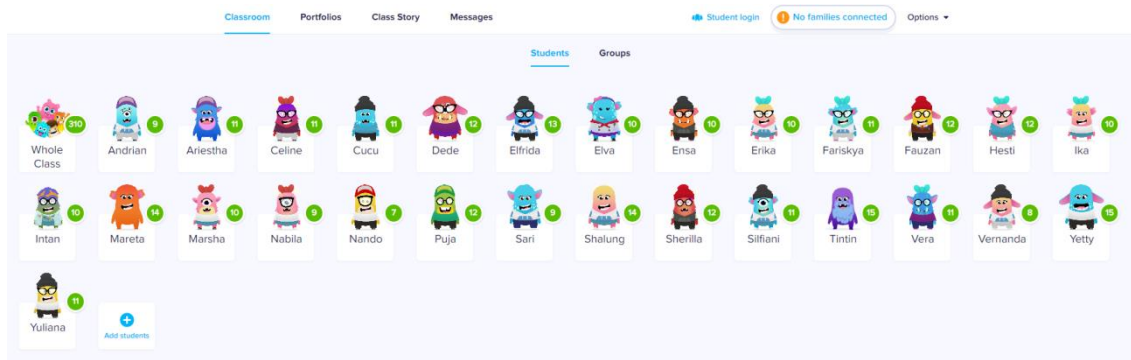 Classroom Portfolios Class Story Messages Student login ! No families connected Options
Students Groups
310 9 11 11 11 12 13 10 10 10 11 12 12 10
Whole Class Andrian Ariestha Celine Cucu Dede Elfrida Elva Ensa Erika Fariskya Fauzan Hesti Ika
10 14 10 9 7 12 9 14 12 11 15 11 8 15
Intan Mareta Marsha Nabila Nando Puja Sari Shalung Sherilla Silfiani Tintin Vera Vernanda Yetty
11
Yuliana
Add students